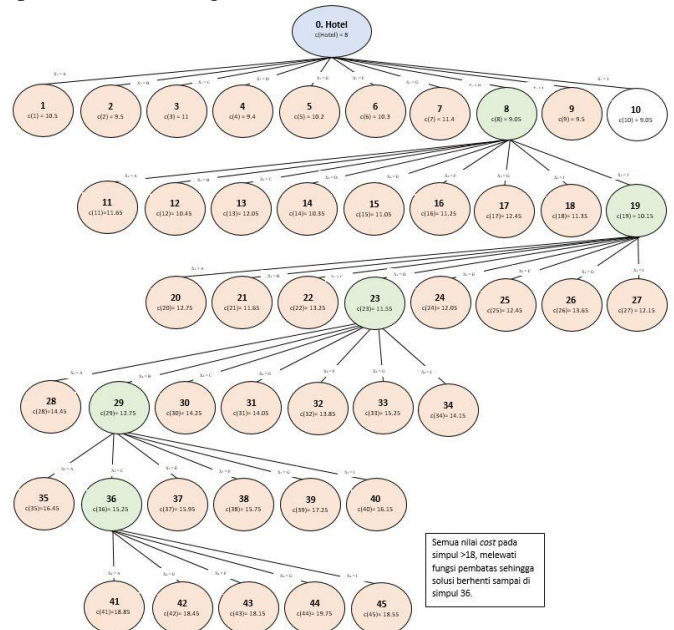 0. Hotel
c(Hotel) = 8
1
c(1) = 10.5
2
c(2) = 9.5
3
c(3) = 11
4
c(4) = 9.4
5
c(5) = 10.2
6
c(6) = 10.3
7
c(7) = 11.4
8
c(8) = 9.05
9
c(9) = 9.5
10
c(10) = 9.05
11
c(11)=11.65
12
c(12) = 10.45
13
c(13) = 12.05
14
c(14) = 10.35
15
c(15) = 11.05
16
c(16) = 11.25
17
c(17) = 12.45
18
c(18) = 11.35
19
c(19) = 10.15
20
c(20)= 12.75
21
c(21)= 11.65
22
c(22)= 13.25
23
c(23)= 11.55
24
c(24)= 12.05
25
c(25)= 12.45
26
c(26)= 13.65
27
c(27)= 12.15
28
c(28)=14.45
29
c(29)= 12.75
30
c(30)= 14.25
31
c(31)= 14.05
32
c(32)= 13.85
33
c(33)= 15.25
34
c(34)= 14.15
35
c(35)=16.45
36
c(36)= 15.25
37
c(37)= 15.95
38
c(38)= 15.75
39
c(39)= 17.25
40
c(40)= 16.15
Semua nilai cost pada
simpul >18, melewati
fungsi pembatas sehingga
solusi berhenti sampai di
simpul 36.
41
c(41)=18.85
42
c(42)= 18.45
43
c(43)= 18.15
44
c(44)= 19.75
45
c(45)= 18.55